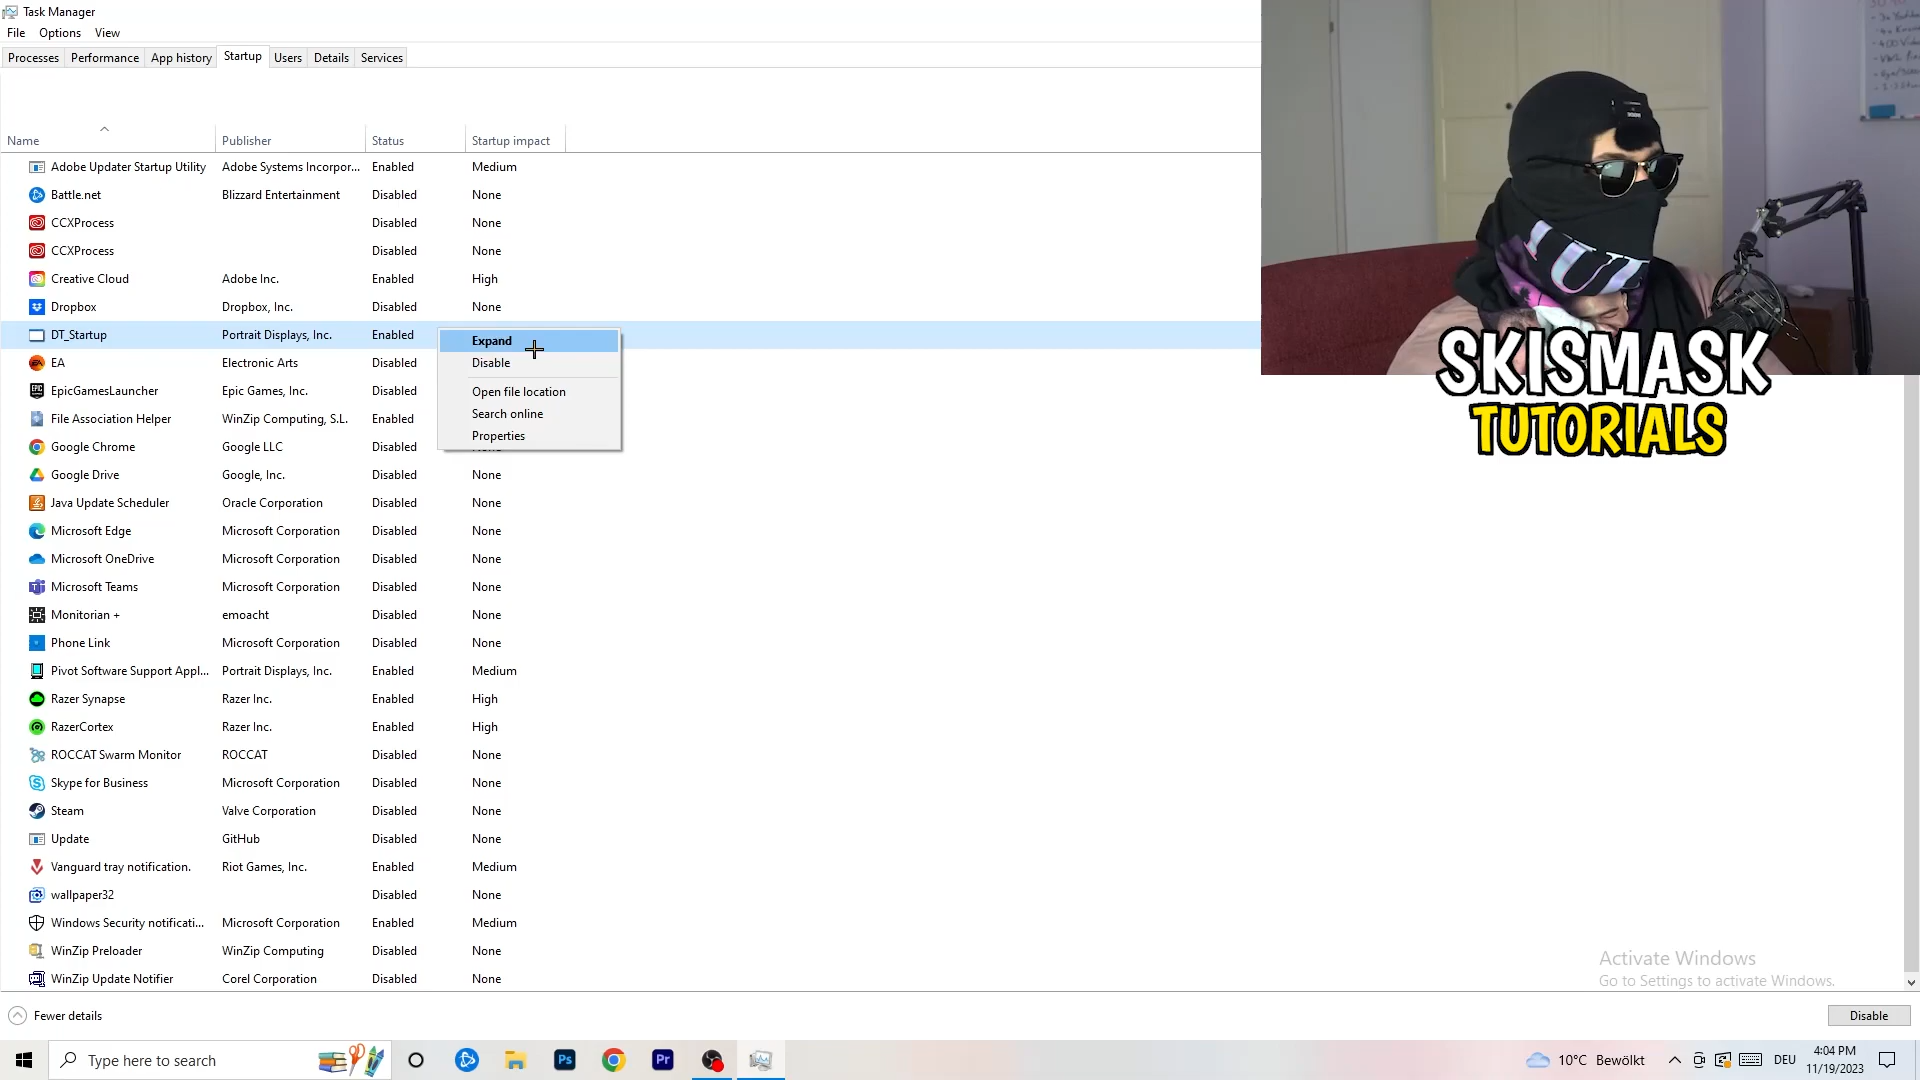 Task Manager
File Options View
Processes Performance App history Startup Users Details Services
Name Publisher Status Startup impact
Adobe Updater Startup Utility Adobe Systems Incorpor... Enabled Medium
Battle.net Blizzard Entertainment Disabled None
CCXProcess Disabled None
CCXProcess Disabled None
Creative Cloud Adobe Inc. Enabled High
Dropbox Dropbox, Inc. Disabled None
DT_Startup Portrait Displays, Inc. Enabled
EA Electronic Arts Disabled
EpicGamesLauncher Epic Games, Inc. Disabled
File Association Helper WinZip Computing, S.L. Enabled
Google Chrome Google LLC Disabled
Google Drive Google, Inc. Disabled None
Java Update Scheduler Oracle Corporation Disabled None
Microsoft Edge Microsoft Corporation Disabled None
Microsoft OneDrive Microsoft Corporation Disabled None
Microsoft Teams Microsoft Corporation Disabled None
Monitorian + emoacht Disabled None
Phone Link Microsoft Corporation Disabled None
Pivot Software Support Appl... Portrait Displays, Inc. Enabled Medium
Razer Synapse Razer Inc. Enabled High
RazerCortex Razer Inc. Enabled High
ROCCAT Swarm Monitor ROCCAT Disabled None
Skype for Business Microsoft Corporation Disabled None
Steam Valve Corporation Disabled None
Update GitHub Disabled None
Vanguard tray notification. Riot Games, Inc. Enabled Medium
wallpaper32 Disabled None
Windows Security notificati... Microsoft Corporation Enabled Medium
WinZip Preloader WinZip Computing Disabled None
WinZip Update Notifier Corel Corporation Disabled None
Expand
Disable
Open file location
Search online
Properties
SKISMASK
TUTORIALS
Activate Windows
Go to Settings to activate Windows.
Fewer details
Disable
Type here to search
Ps
Pr
10°C Bewölkt
DEU
4:04 PM
11/19/2023